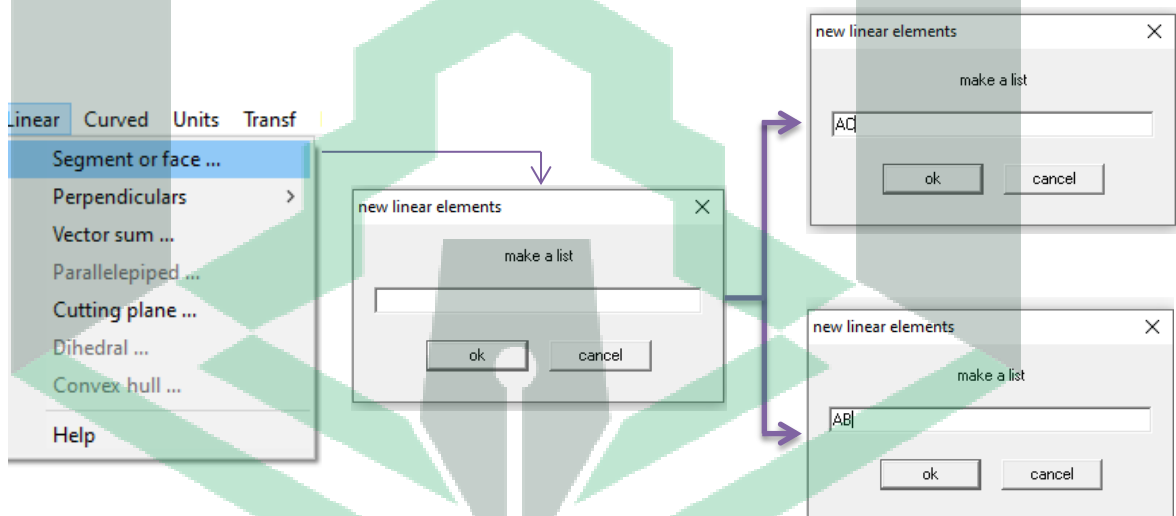 Linear Curved Units Transf
Segment or face ...
Perpendiculars >
Vector sum ...
Parallelepiped ...
Cutting plane ...
Dihedral ...
Convex hull ...
Help
new linear elements
make a list
ok cancel
new linear elements
make a list
AC
ok cancel
new linear elements
make a list
AB
ok cancel